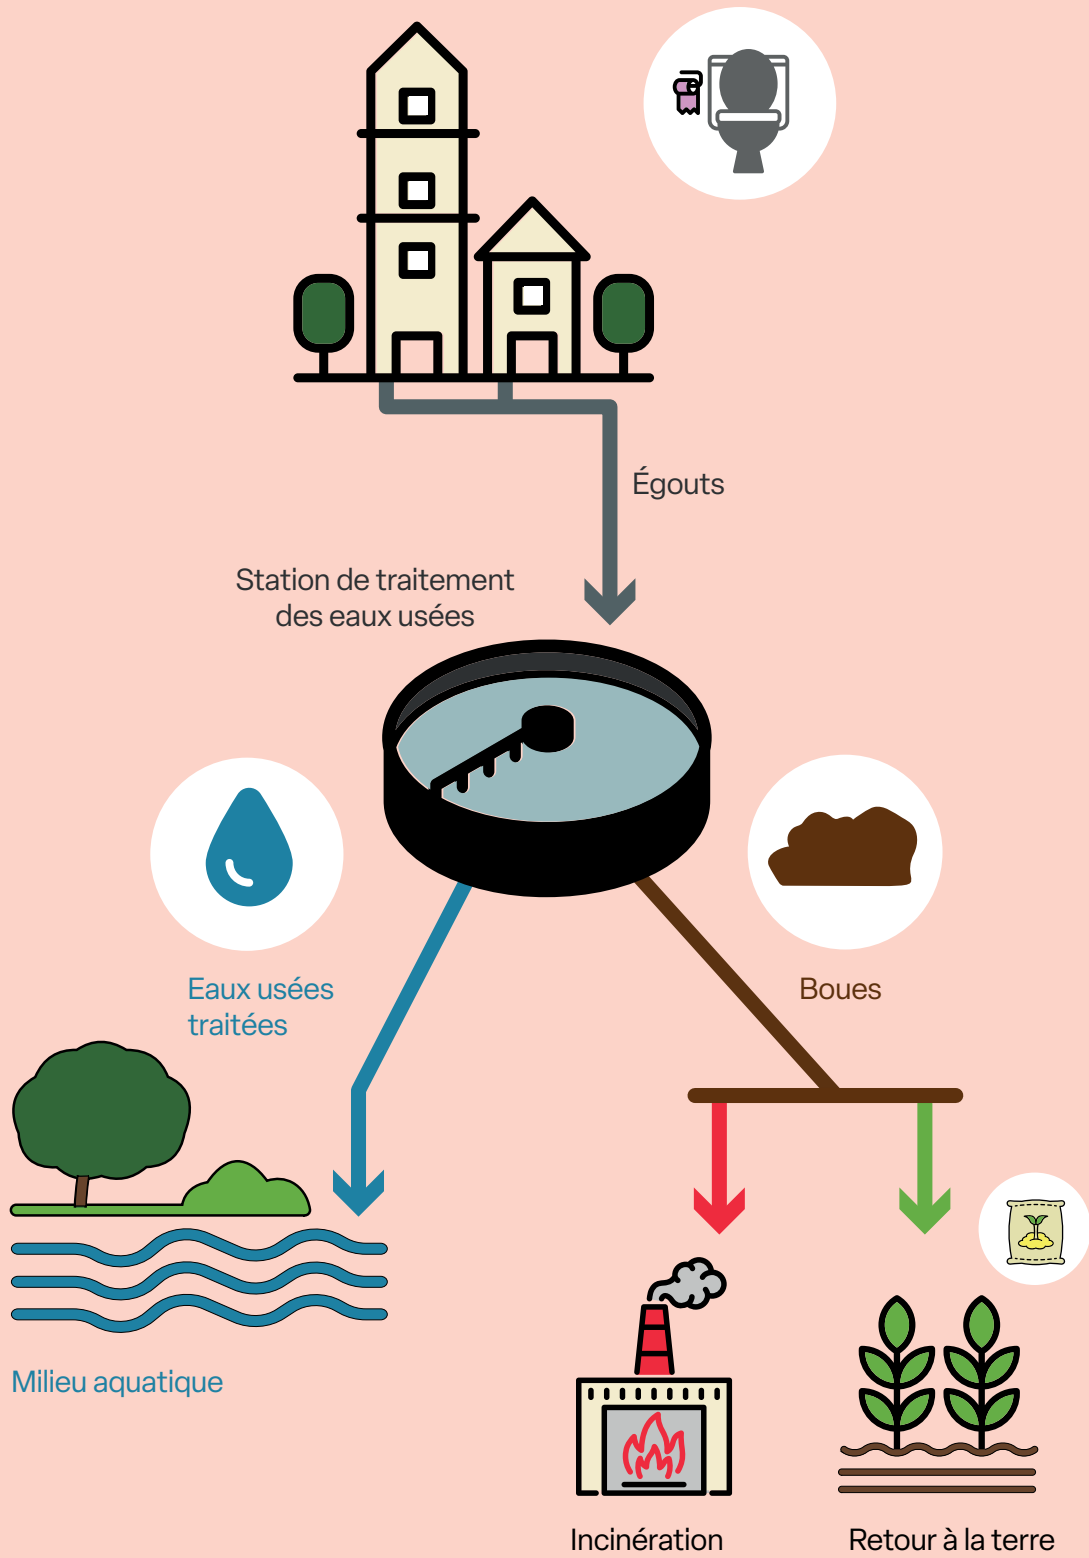 Égouts
Station de traitement
des eaux usées
Eaux usées
traitées
Boues
Milieu aquatique
Incinération
Retour à la terre